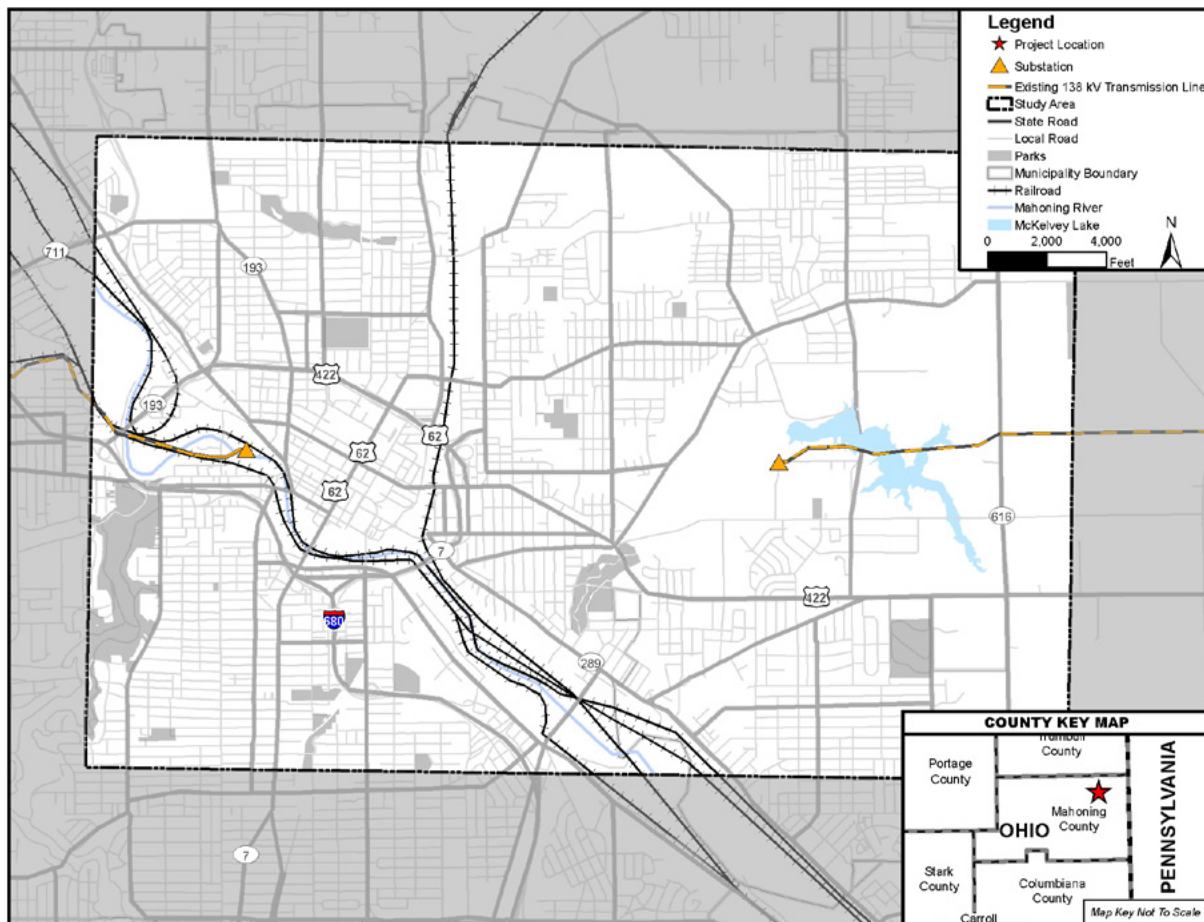 Legend
Project Location
Substation
Existing 138 kV Transmission Line
Study Area
State Road
Local Road
Parks
Municipality Boundary
Railroad
Mahoning River
McKelvey Lake
N
0 2,000 4,000
Feet
711
193
422
193
62
62
62
7
616
422
680
289
7
COUNTY KEY MAP
Trumbull
County
Portage
County
Mahoning
County
OHIO
PENNSYLVANIA
Stark
County
Columbiana
County
Carroll
Map Key Not To Scale